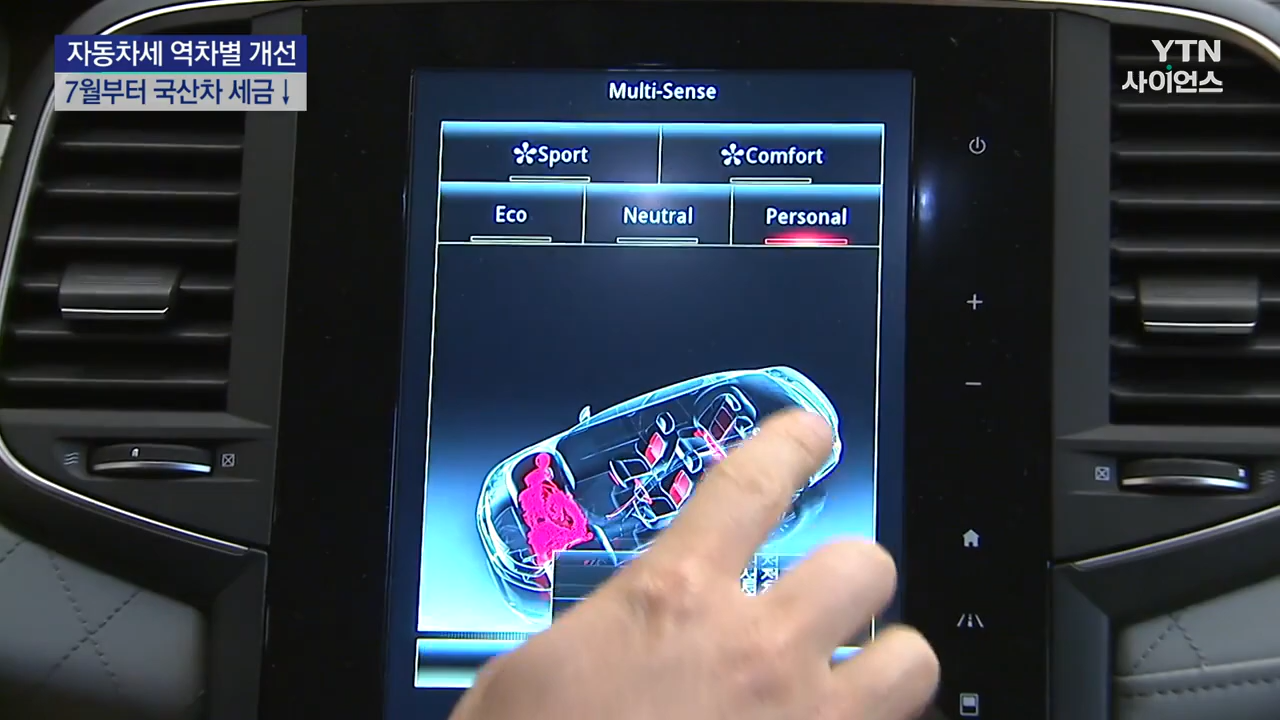 자동차세 역차별 개선
7월부터 국산차 세금↓
YTN
사이언스
Multi-Sense
Sport
Comfort
Eco
Neutral
Personal